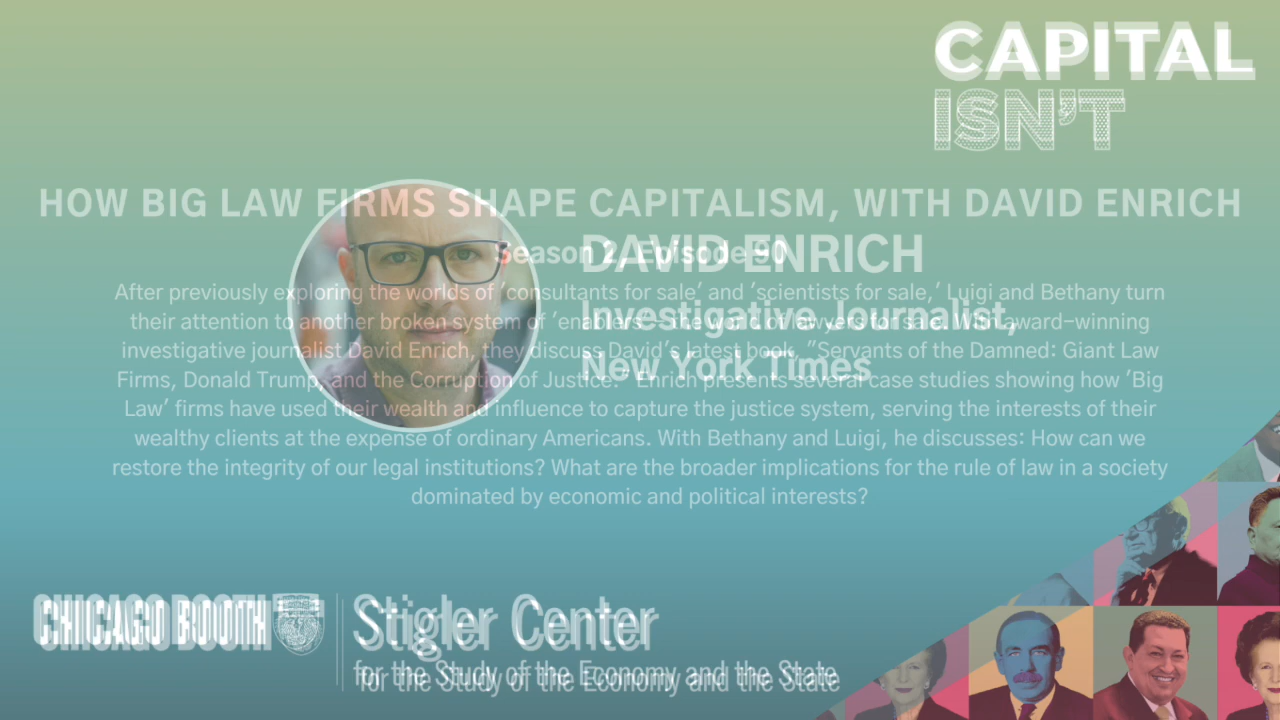 CAPITAL
ISN'T
HOW BIG LAW FIRMS SHAPE CAPITALISM, WITH DAVID ENRICH
Season 2, Episode 90
DAVID ENRICH
Investigative Journalist,
New York Times
After previously exploring the worlds of 'consultants for sale' and 'scientists for sale,' Luigi and Bethany turn
their attention to another broken system of 'enablers' the world of lawyers for sale. With award-winning
investigative journalist David Enrich, they discuss David's latest book, "Servants of the Damned: Giant Law
Firms, Donald Trump, and the Corruption of Justice." Enrich presents several case studies showing how 'Big
Law' firms have used their wealth and influence to capture the justice system, serving the interests of their
wealthy clients at the expense of ordinary Americans. With Bethany and Luigi, he discusses: How can we
restore the integrity of our legal institutions? What are the broader implications for the rule of law in a society
dominated by economic and political interests?
CHICAGO BOOTH
Stigler Center
for the Study of the Economy and the State